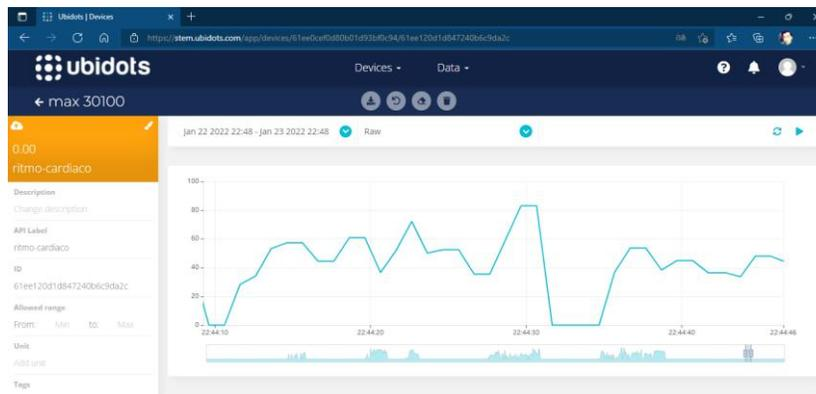 Ubidots | Devices
https://stem.ubidots.com/app/devices/61ee0cef0d80b01d93bf0c94/61ee120d1d847240b6c9da2c
ubidots
Devices
Data
max 30100
0.00
ritmo-cardiaco
Jan 22 2022 22:48 - Jan 23 2022 22:48
Raw
Description
Change description
API Label
ritmo-cardiaco
ID
61ee120d1d847240b6c9da2c
Allowed range
From: Min to: Max
Unit
Add unit
Tags
100
80
60
40
20
0
22:44:10
22:44:20
22:44:30
22:44:40
22:44:46